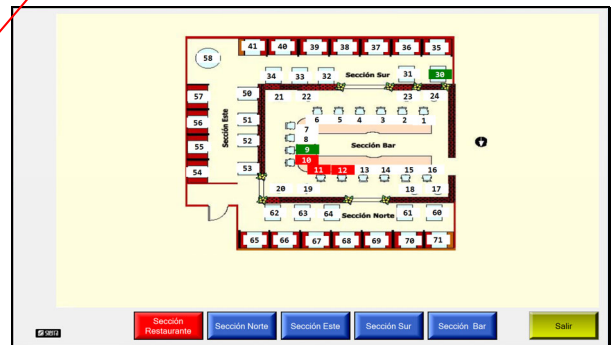 41 40 39 38 37 36 35
58
34 33 32 Sección Sur 31 30
57 50 21 22 23 24
56 51 6 5 4 3 2 1
Sección Este
7
55 52 8 Sección Bar
9
10
54 53 11 12 13 14 15 16
20 19 18 17
62 63 64 Sección Norte 61 60
65 66 67 68 69 70 71
Sección Restaurante
Sección Norte
Sección Este
Sección Sur
Sección Bar
Salir